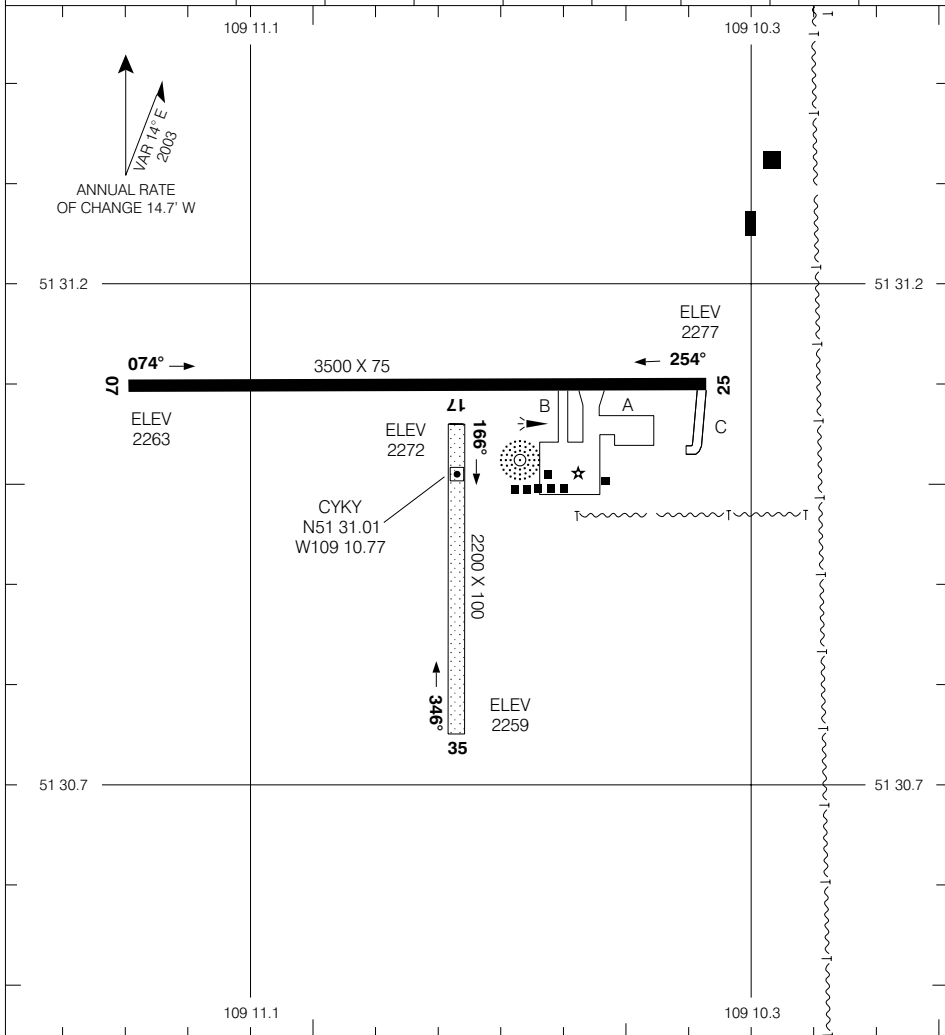 109 11.1
109 10.3
VAR 14° E
2003
ANNUAL RATE
OF CHANGE 14.7' W
51 31.2
51 31.2
ELEV
2277
074°
3500 X 75
254°
07
25
ELEV
2263
17
B
A
C
ELEV
2272
166°
CYKY
N51 31.01
W109 10.77
2200 X 100
346°
ELEV
2259
35
51 30.7
51 30.7
109 11.1
109 10.3